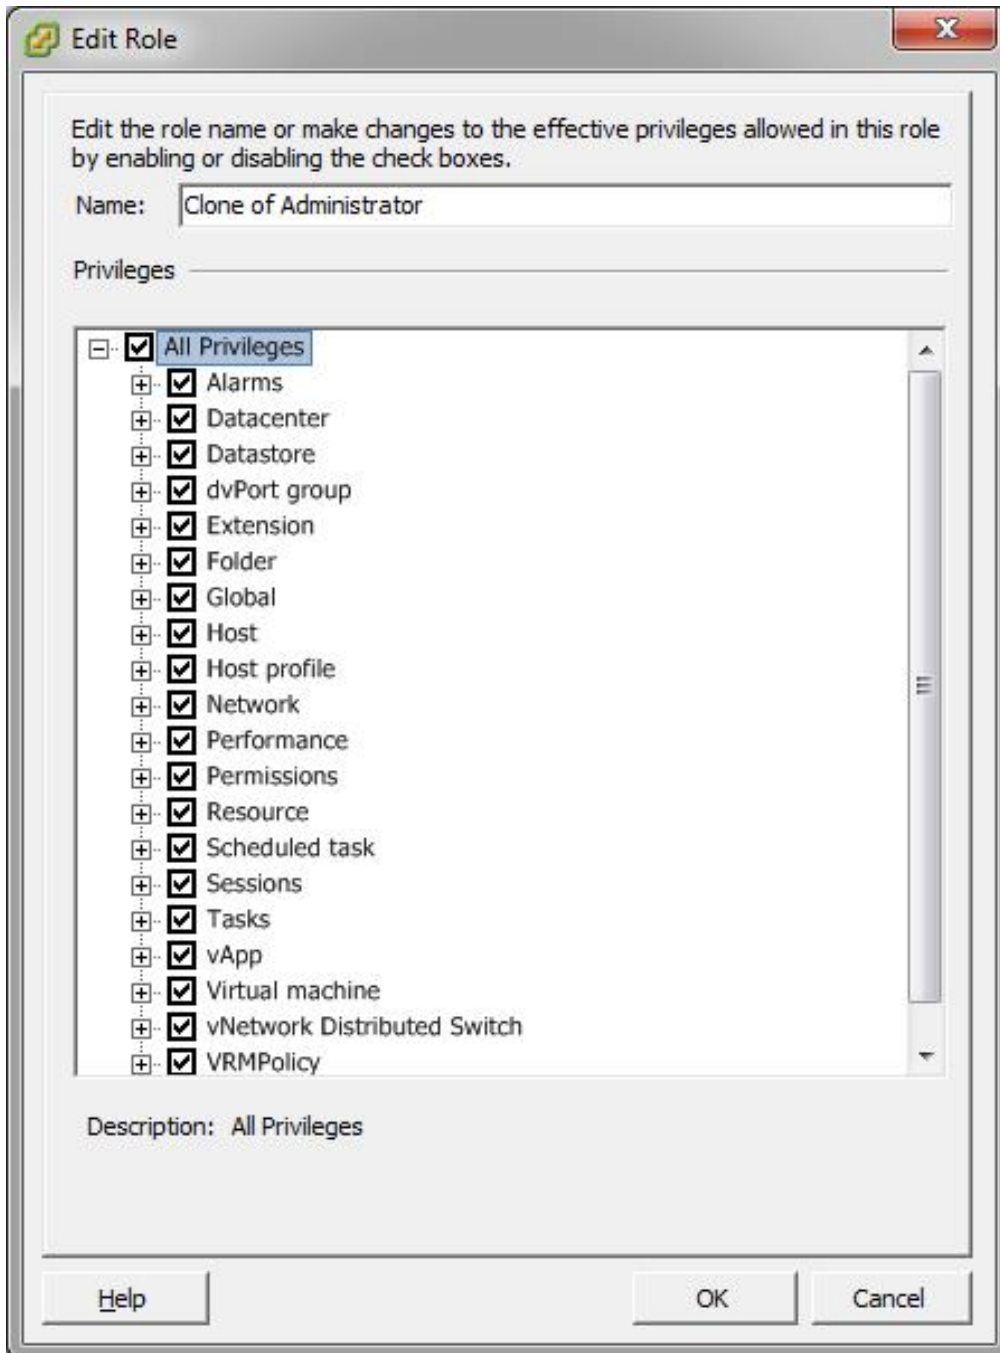 Edit Role
Edit the role name or make changes to the effective privileges allowed in this role
by enabling or disabling the check boxes.
Name: Clone of Administrator
Privileges
All Privileges
Alarms
Datacenter
Datastore
dvPort group
Extension
Folder
Global
Host
Host profile
Network
Performance
Permissions
Resource
Scheduled task
Sessions
Tasks
vApp
Virtual machine
vNetwork Distributed Switch
VRMPolicy
Description: All Privileges
Help OK Cancel